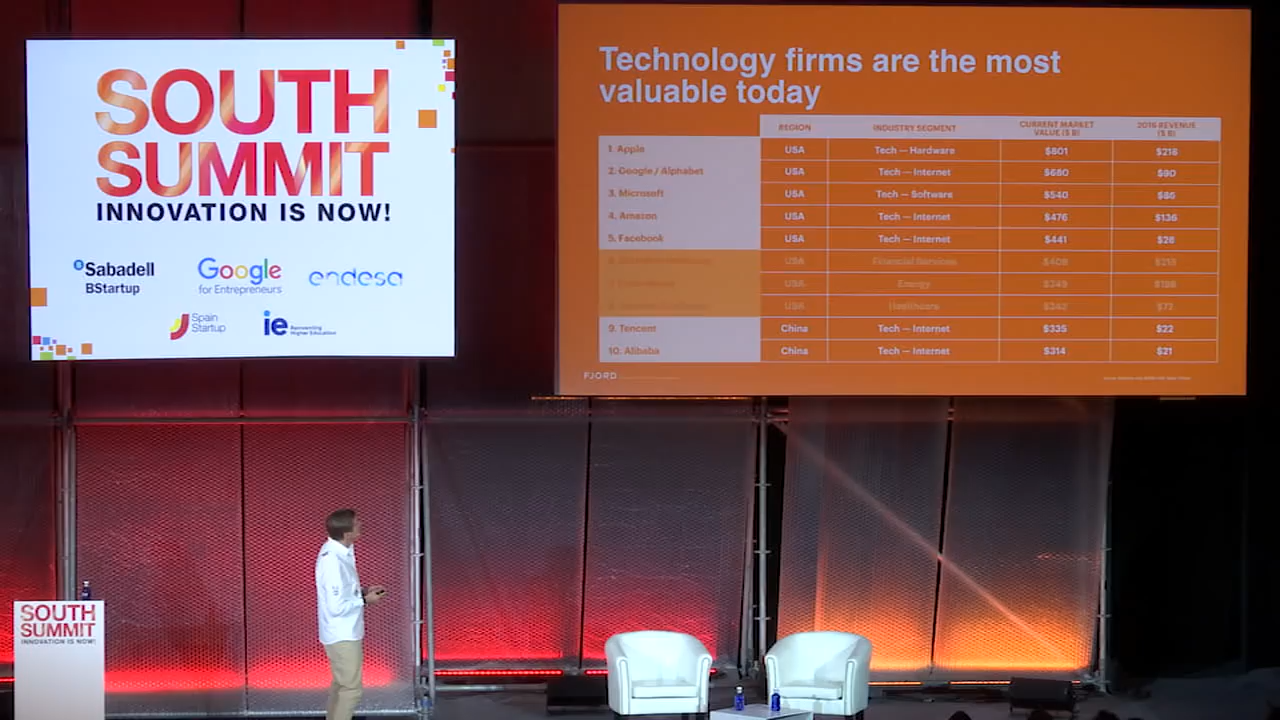 SOUTH
SUMMIT
INNOVATION IS NOW!
Sabadell
BStartup
Google
for Entrepreneurs
endesa
Spain
Startup
ie Reinventing
Higher Education
Technology firms are the most
valuable today
REGION INDUSTRY SEGMENT CURRENT MARKET VALUE ($ B) 2016 REVENUE ($ B)
1. Apple USA Tech — Hardware $801 $216
2. Google / Alphabet USA Tech — Internet $680 $90
3. Microsoft USA Tech — Software $540 $86
4. Amazon USA Tech — Internet $476 $136
5. Facebook USA Tech — Internet $441 $28
USA Financial Services
USA Energy
USA Healthcare
9. Tencent China Tech — Internet $335 $22
10. Alibaba China Tech — Internet $314 $21
FJORD
SOUTH
SUMMIT
INNOVATION IS NOW!